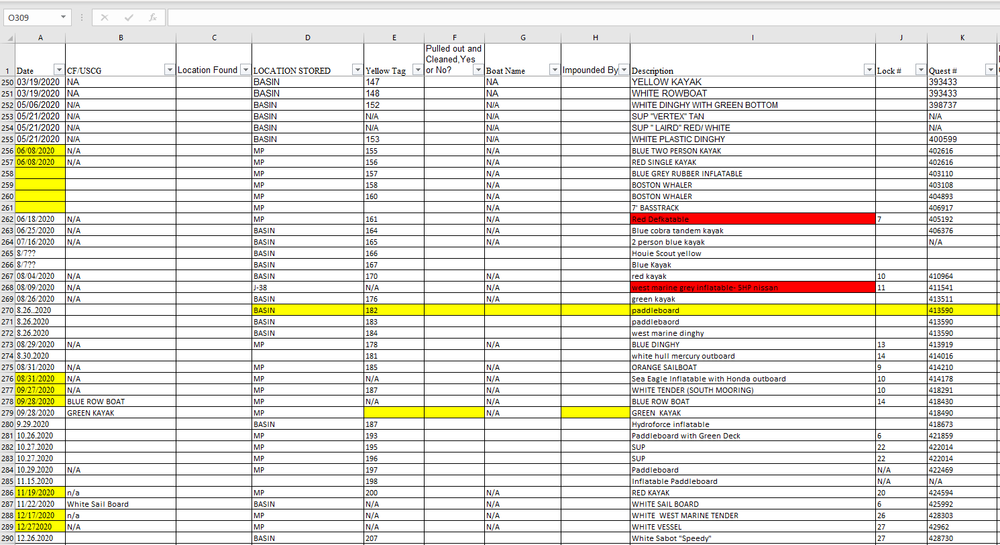 O309 fx
A B C D E F G H I J K
1 Date CF/USCG Location Found LOCATION STORED Yellow Tag Pulled out and Cleaned,Yes or No? Boat Name Impounded By Description Lock # Quest #
250 03/19/2020 NA BASIN 147 NA YELLOW KAYAK 393433
251 03/19/2020 NA BASIN 148 NA WHITE ROWBOAT 393433
252 05/06/2020 N/A BASIN 152 N/A WHITE DINGHY WITH GREEN BOTTOM 398737
253 05/21/2020 N/A BASIN N/A N/A SUP "VERTEX" TAN N/A
254 05/21/2020 N/A BASIN N/A N/A SUP " LAIRD" RED/ WHITE N/A
255 05/21/2020 N/A BASIN 153 N/A WHITE PLASTIC DINGHY 400599
256 06/08/2020 N/A MP 155 N/A BLUE TWO PERSON KAYAK 402616
257 06/08/2020 N/A MP 156 N/A RED SINGLE KAYAK 402616
258 MP 157 N/A BLUE GREY RUBBER INFLATABLE 403110
259 MP 158 N/A BOSTON WHALER 403108
260 MP 160 N/A BOSTON WHALER 404893
261 MP N/A 7' BASSTRACK 406917
262 06/18/2020 N/A MP 161 N/A Red Defkatable 7 405192
263 06/25/2020 N/A BASIN 164 N/A Blue cobra tandem kayak 406376
264 07/16/2020 N/A BASIN 165 N/A 2 person blue kayak N/A
265 8/7?? BASIN 166 Houie Scout yellow
266 8/7?? BASIN 167 Blue Kayak
267 08/04/2020 N/A BASIN 170 N/A red kayak 10 410964
268 08/09/2020 N/A J-38 N/A N/A west marine grey inflatable- 5HP nissan 11 411541
269 08/26/2020 N/A BASIN 176 N/A green kayak 413511
270 8.26..2020 BASIN 182 paddleboard 413590
271 8.26.2020 BASIN 183 paddlebaord 413590
272 8.26.2020 BASIN 184 west marine dinghy 413590
273 08/29/2020 N/A MP 178 N/A BLUE DINGHY 13 413919
274 8.30.2020 181 white hull mercury outboard 14 414016
275 08/31/2020 N/A MP 185 N/A ORANGE SAILBOAT 9 414210
276 08/31/2020 N/A MP N/A N/A Sea Eagle Inflatable with Honda outboard 10 414178
277 09/27/2020 N/A MP 187 N/A WHITE TENDER (SOUTH MOORING) 10 418291
278 09/28/2020 BLUE ROW BOAT MP N/A N/A BLUE ROW BOAT 14 418430
279 09/28/2020 GREEN KAYAK MP N/A GREEN  KAYAK 418490
280 9.29.2020 BASIN 187 Hydroforce inflatable 418673
281 10.26.2020 MP 193 Paddleboard with Green Deck 6 421859
282 10.27.2020 MP 195 SUP 22 422014
283 10.27.2020 MP 196 SUP 22 422014
284 10.29.2020 N/A MP 197 Paddleboard N/A 422469
285 11.15.2020 198 Inflatable Paddleboard N/A N/A
286 11/19/2020 n/a MP 200 N/A RED KAYAK 20 424594
287 11/22/2020 White Sail Board BASIN N/A N/A WHITE SAIL BOARD 6 425992
288 12/17/2020 n/a MP N/A N/A WHITE  WEST MARINE TENDER 26 428303
289 12/272020 N/A MP N/A N/A WHITE VESSEL 27 42962
290 12.26.2020 BASIN 207 White Sabot "Speedy" 27 428730